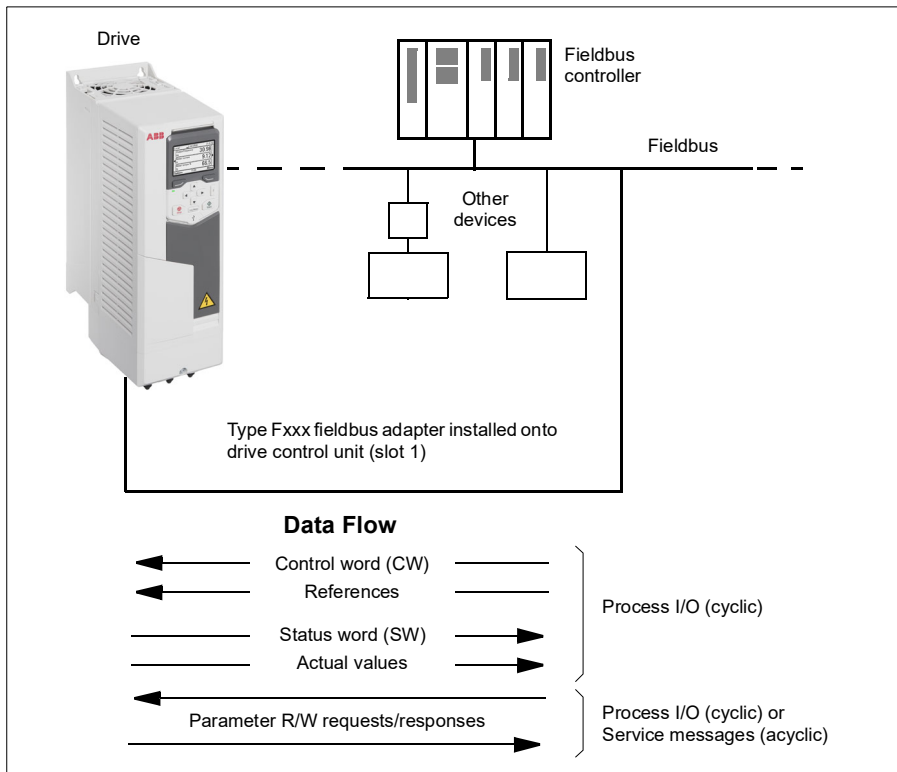 Drive
Fieldbus
controller
ABB
Fieldbus
Other
devices
Type Fxxx fieldbus adapter installed onto
drive control unit (slot 1)
Data Flow
Control word (CW)
References
Process I/O (cyclic)
Status word (SW)
Actual values
Parameter R/W requests/responses
Process I/O (cyclic) or
Service messages (acyclic)